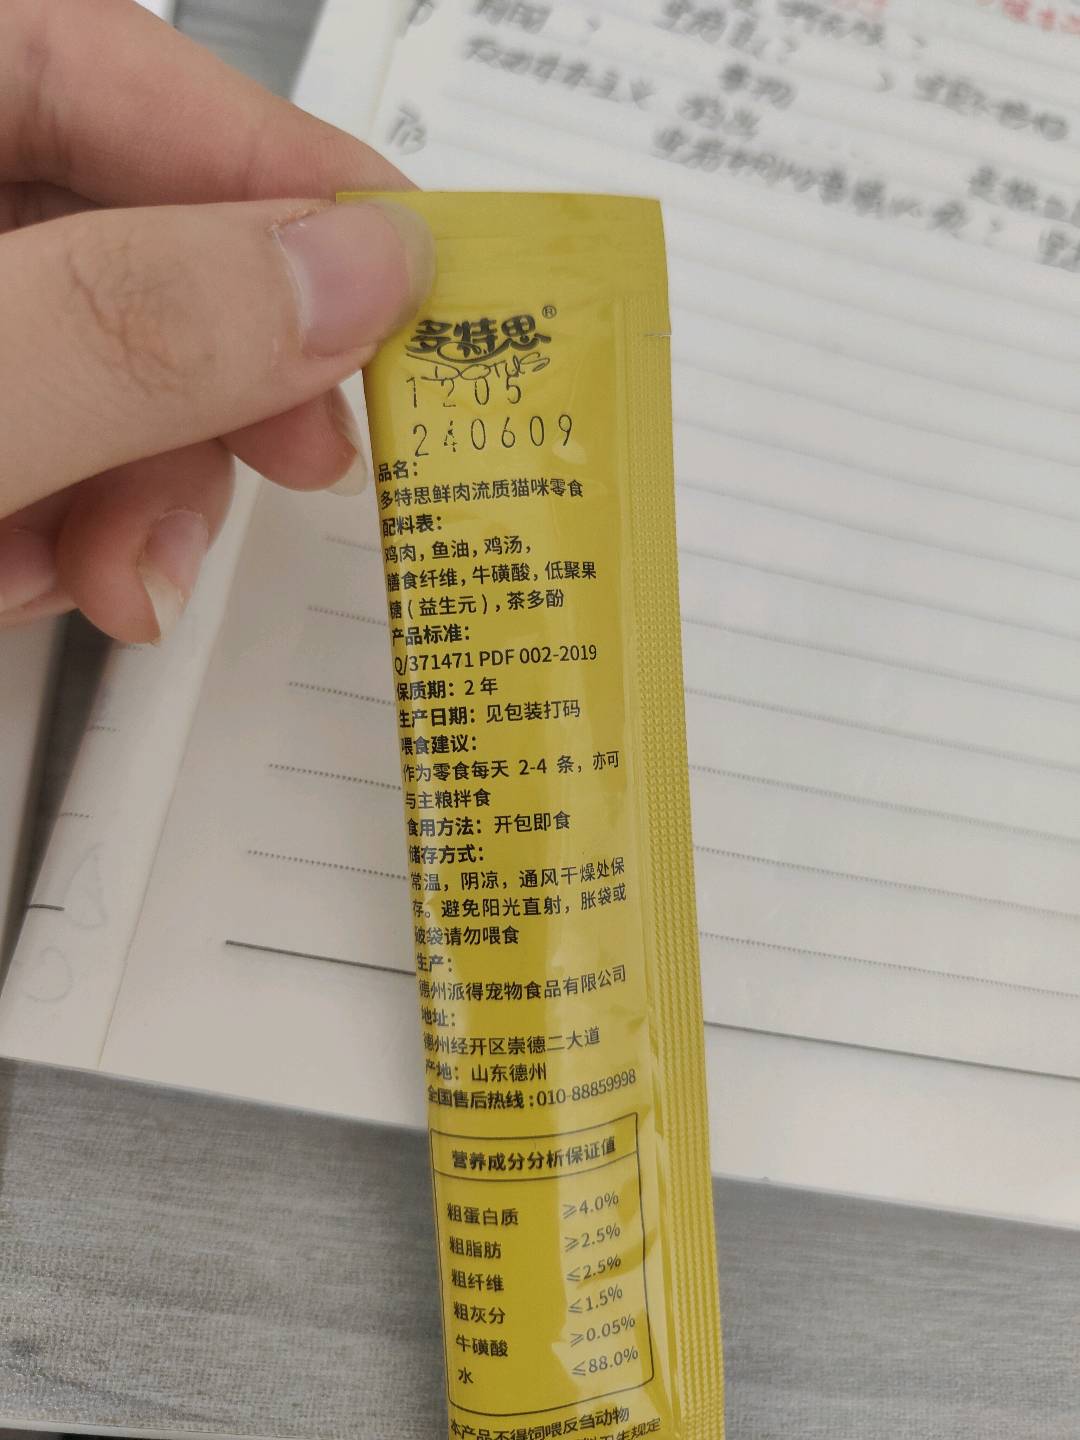 多特思®
DOTUS
1205
240609
品名：
多特思鲜肉流质猫咪零食
配料表：
鸡肉，鱼油，鸡汤，
膳食纤维，牛磺酸，低聚果
糖（益生元），茶多酚
产品标准：
Q/371471 PDF 002-2019
保质期：2 年
生产日期：见包装打码
喂食建议：
作为零食每天 2-4 条，亦可
与主粮拌食
食用方法：开包即食
储存方式：
常温，阴凉，通风干燥处保
存。避免阳光直射，胀袋或
破袋请勿喂食
生产：
德州派得宠物食品有限公司
地址：
德州经开区崇德二大道
产地：山东德州
全国售后热线：010-88859998
营养成分分析保证值
粗蛋白质 ≥4.0%
粗脂肪 ≥2.5%
粗纤维 ≤2.5%
粗灰分 ≤1.5%
牛磺酸 ≥0.05%
水 ≤88.0%
本产品不得饲喂反刍动物
卫生规定